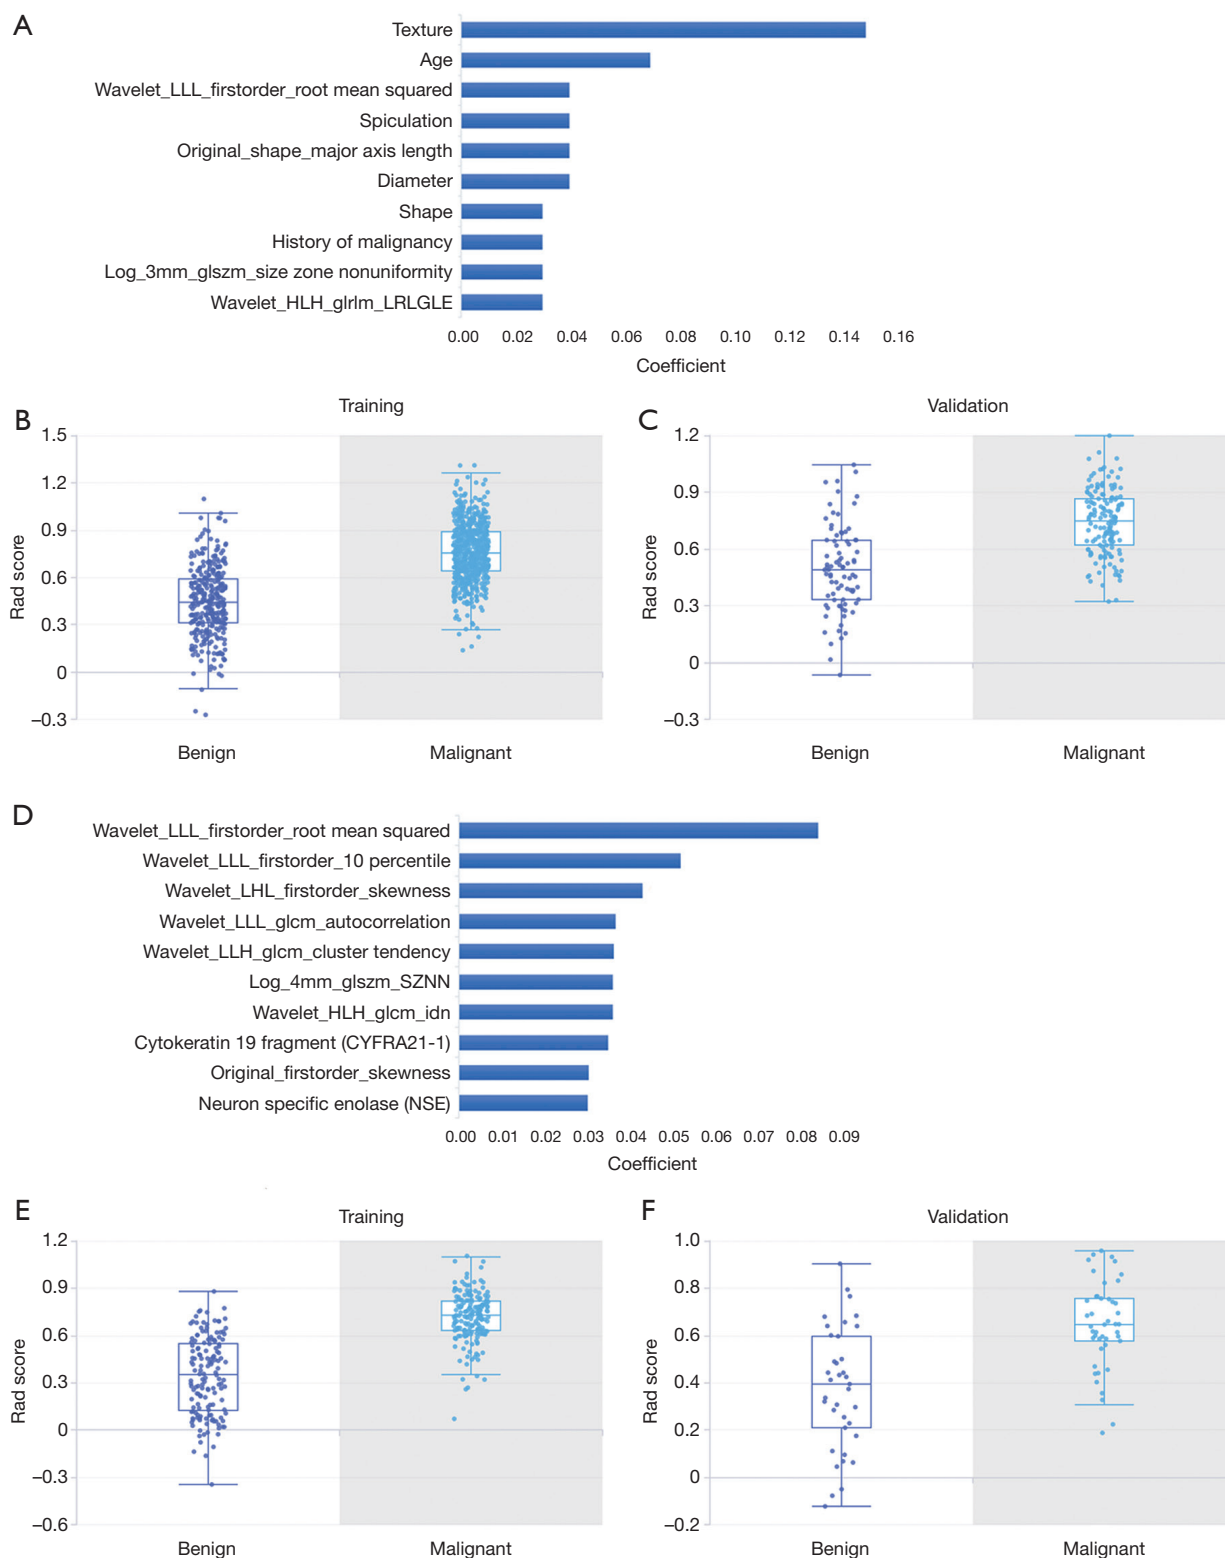 A
Texture
Age
Wavelet_LLL_firstorder_root mean squared
Spiculation
Original_shape_major axis length
Diameter
Shape
History of malignancy
Log_3mm_glszm_size zone nonuniformity
Wavelet_HLH_glrlm_LRLGLE
0.00 0.02 0.04 0.06 0.08 0.10 0.12 0.14 0.16
Coefficient
B
Training
Rad score
1.5
1.2
0.9
0.6
0.3
0
–0.3
Benign Malignant
C
Validation
Rad score
1.2
0.9
0.6
0.3
0
–0.3
Benign Malignant
D
Wavelet_LLL_firstorder_root mean squared
Wavelet_LLL_firstorder_10 percentile
Wavelet_LHL_firstorder_skewness
Wavelet_LLL_glcm_autocorrelation
Wavelet_LLH_glcm_cluster tendency
Log_4mm_glszm_SZNN
Wavelet_HLH_glcm_idn
Cytokeratin 19 fragment (CYFRA21-1)
Original_firstorder_skewness
Neuron specific enolase (NSE)
0.00 0.01 0.02 0.03 0.04 0.05 0.06 0.07 0.08 0.09
Coefficient
E
Training
Rad score
1.2
0.9
0.6
0.3
0
–0.3
–0.6
Benign Malignant
F
Validation
Rad score
1.0
0.8
0.6
0.4
0.2
0
–0.2
Benign Malignant